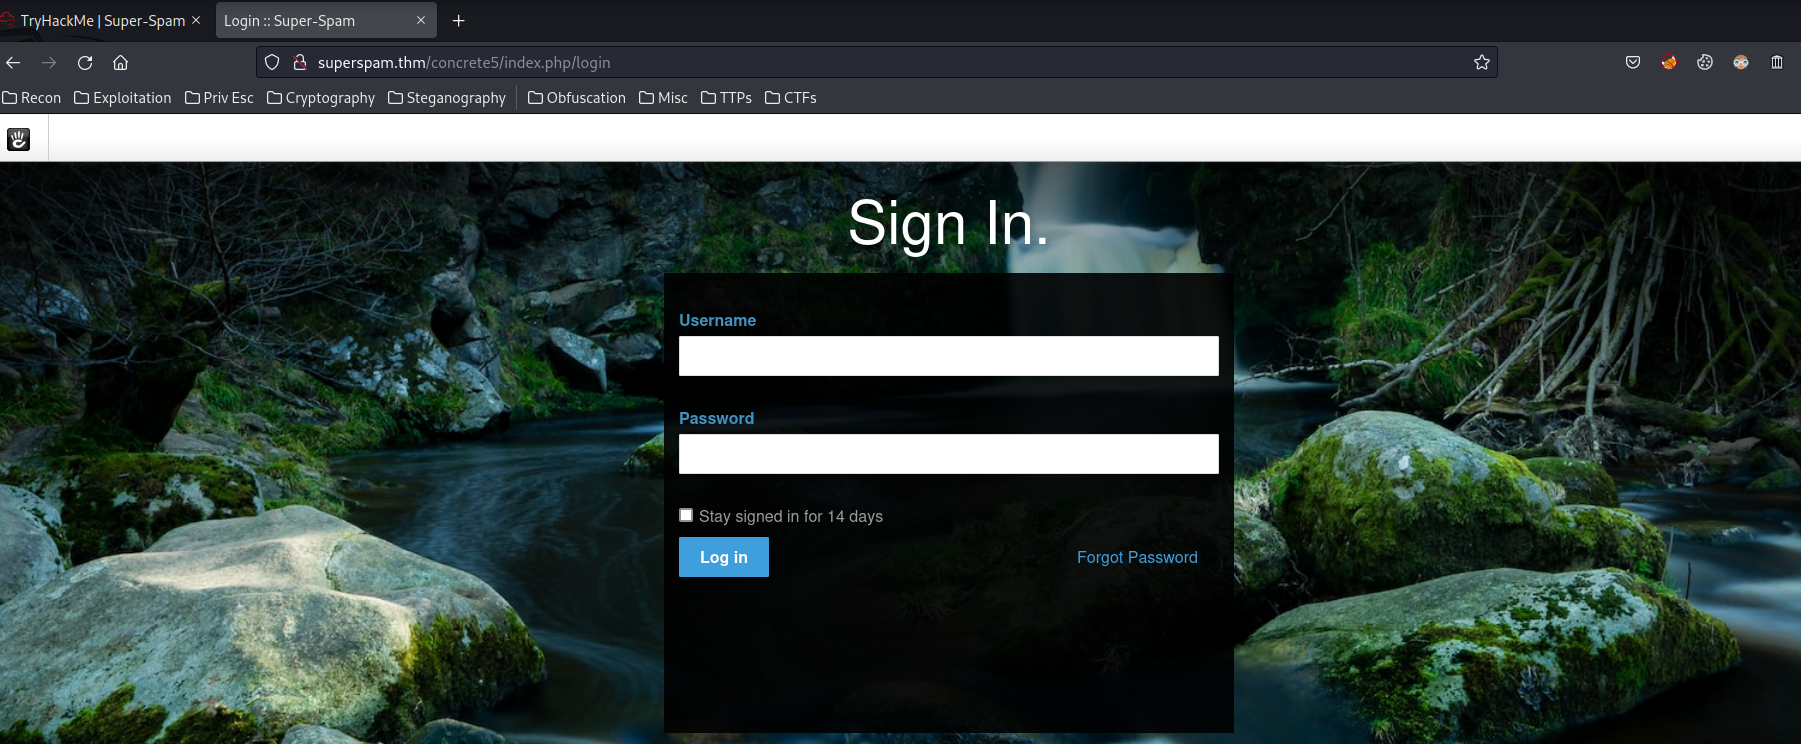 TryHackMe | Super-Spam
Login :: Super-Spam
superspam.thm/concrete5/index.php/login
Recon Exploitation Priv Esc Cryptography Steganography Obfuscation Misc TTPs CTFs
Sign In.
Username
Password
Stay signed in for 14 days
Log in Forgot Password